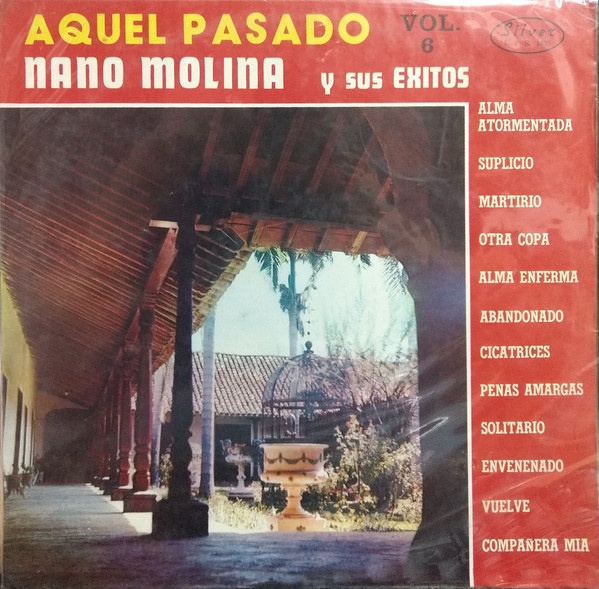 AQUEL PASADO
VOL.
6
Silver
NANO MOLINA y sus EXITOS
ALMA
ATORMENTADA
SUPLICIO
MARTIRIO
OTRA COPA
ALMA ENFERMA
ABANDONADO
CICATRICES
PENAS AMARGAS
SOLITARIO
ENVENENADO
VUELVE
COMPAÑERA MIA